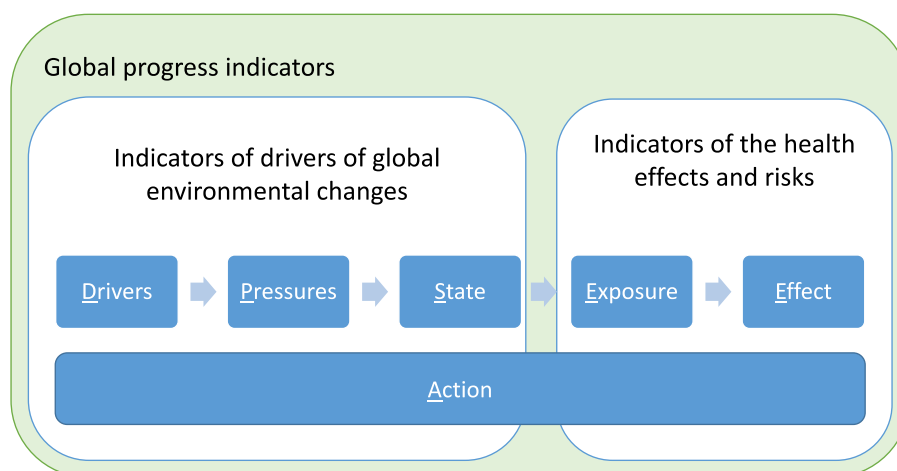 Global progress indicators
Indicators of drivers of global
environmental changes
Indicators of the health
effects and risks
Drivers
Pressures
State
Exposure
Effect
Action